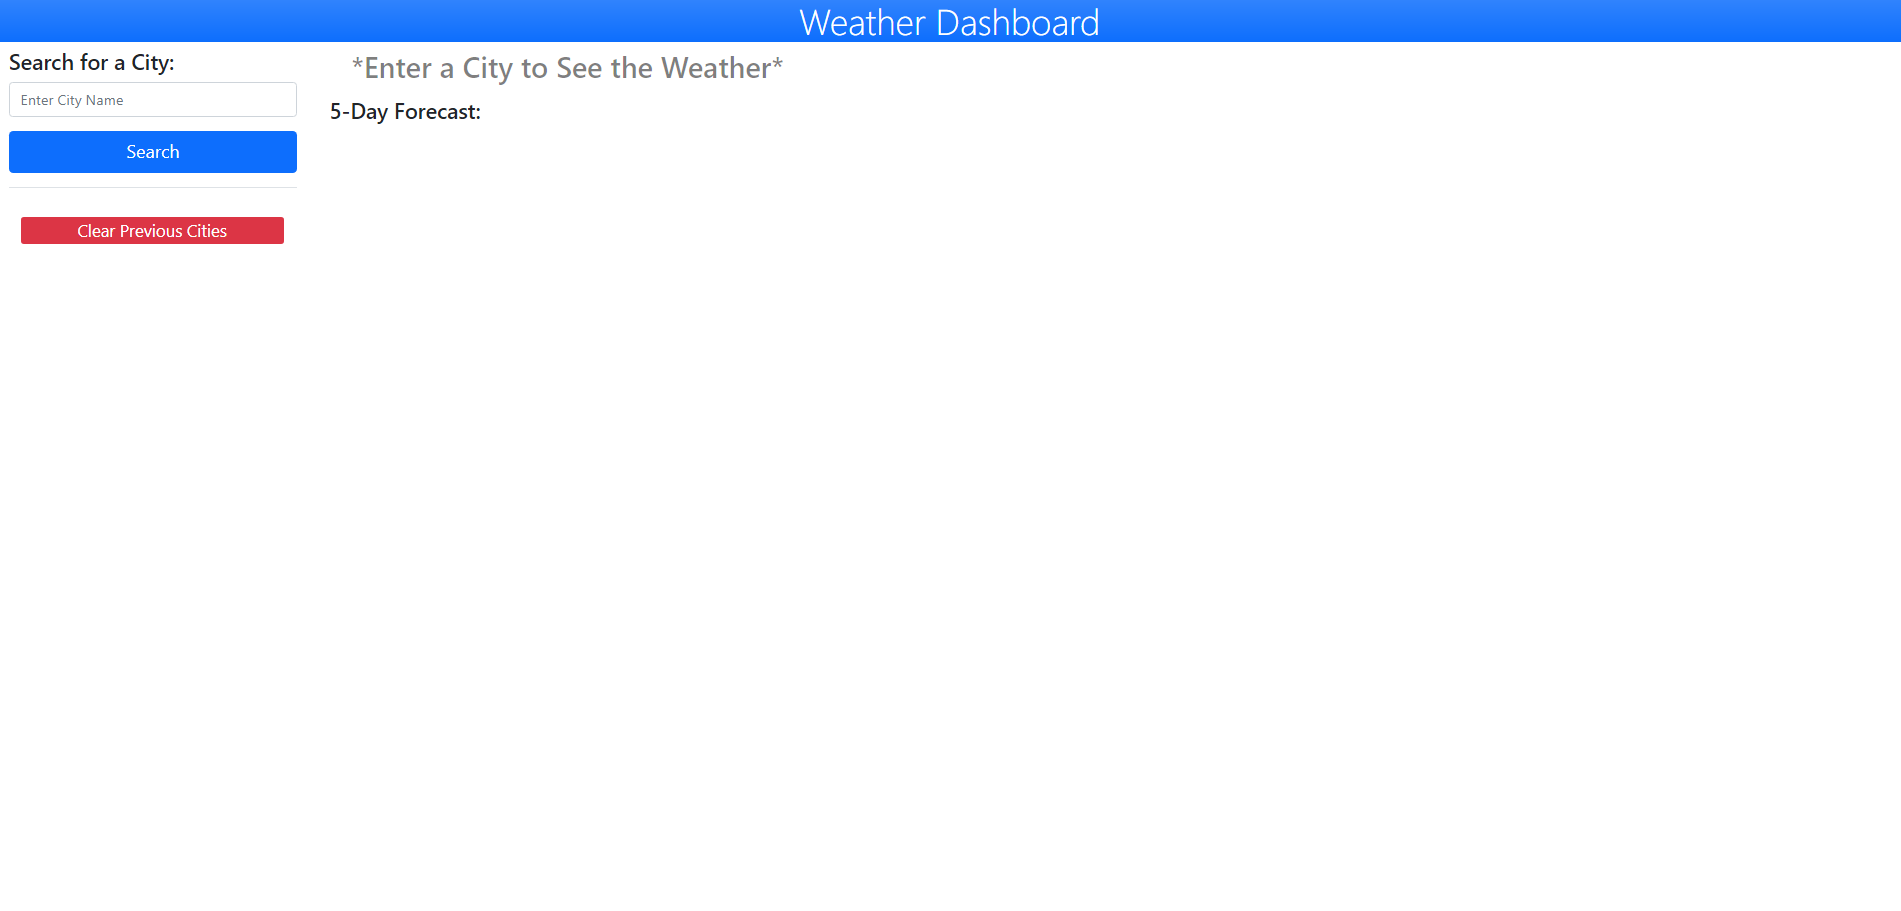 Weather Dashboard
Search for a City:
Enter City Name
Search
Clear Previous Cities
*Enter a City to See the Weather*
5-Day Forecast: